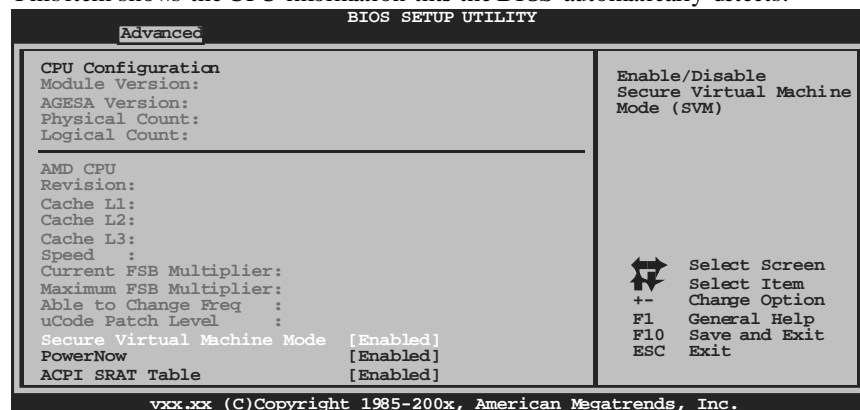 This item shows the CPU information that the BIOS automatically detects.
BIOS SETUP UTILITY
Advanced
CPU Configuration
Module Version:
AGESA Version:
Physical Count:
Logical Count:
AMD CPU
Revision:
Cache L1:
Cache L2:
Cache L3:
Speed :
Current FSB Multiplier:
Maximum FSB Multiplier:
Able to Change Freq :
uCode Patch Level :
Secure Virtual Machine Mode [Enabled]
PowerNow [Enabled]
ACPI SRAT Table [Enabled]
Enable/Disable
Secure Virtual Machine
Mode (SVM)
Select Screen
Select Item
+- Change Option
F1 General Help
F10 Save and Exit
ESC Exit
vxx.xx (C)Copyright 1985-200x, American Megatrends, Inc.